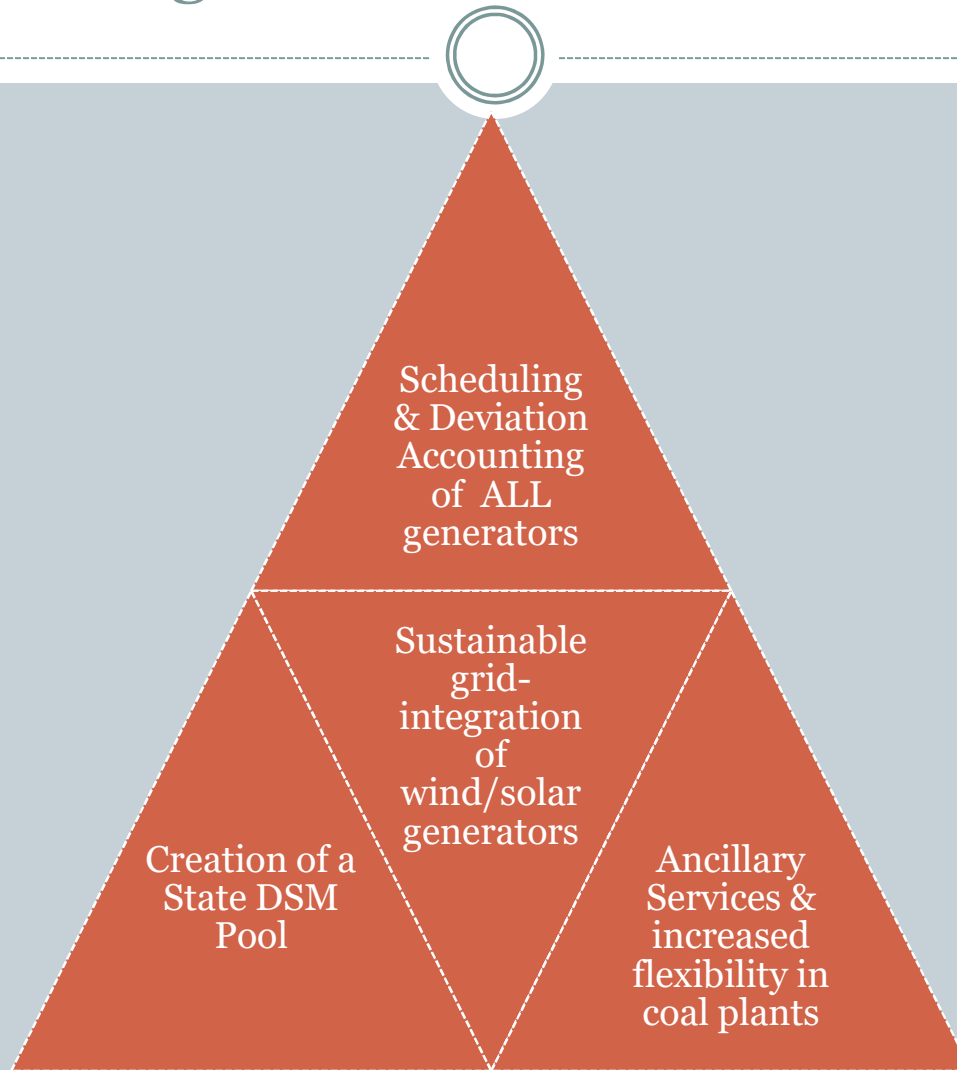 Scheduling
& Deviation
Accounting
of ALL
generators
Sustainable
grid-
integration
of
wind/solar
generators
Creation of a
State DSM
Pool
Ancillary
Services &
increased
flexibility in
coal plants